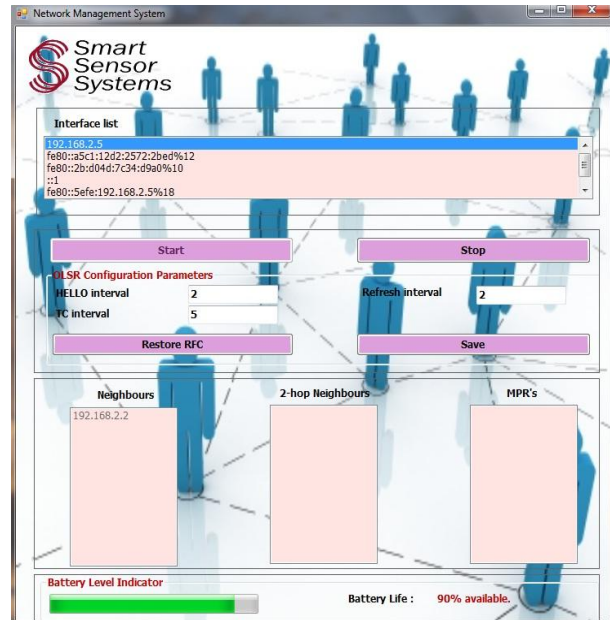 Network Management System
Smart
Sensor
Systems
Interface list
192.168.2.5
fe80::a5c1:12d2:2572:2bed%12
fe80::2b:d04d:7c34:d9a0%10
::1
fe80::5efe:192.168.2.5%18
Start Stop
OLSR Configuration Parameters
HELLO interval 2 Refresh interval 2
TC interval 5
Restore RFC Save
Neighbours 2-hop Neighbours MPR's
192.168.2.2
Battery Level Indicator
Battery Life : 90% available.